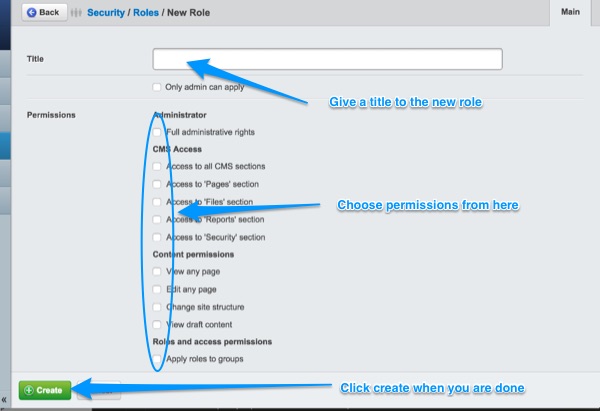 Back Security / Roles / New Role Main
Title
Only admin can apply
Give a title to the new role
Permissions
Administrator
Full administrative rights
CMS Access
Access to all CMS sections
Access to 'Pages' section
Access to 'Files' section
Choose permissions from here
Access to 'Reports' section
Access to 'Security' section
Content permissions
View any page
Edit any page
Change site structure
View draft content
Roles and access permissions
Apply roles to groups
Create
Click create when you are done
«